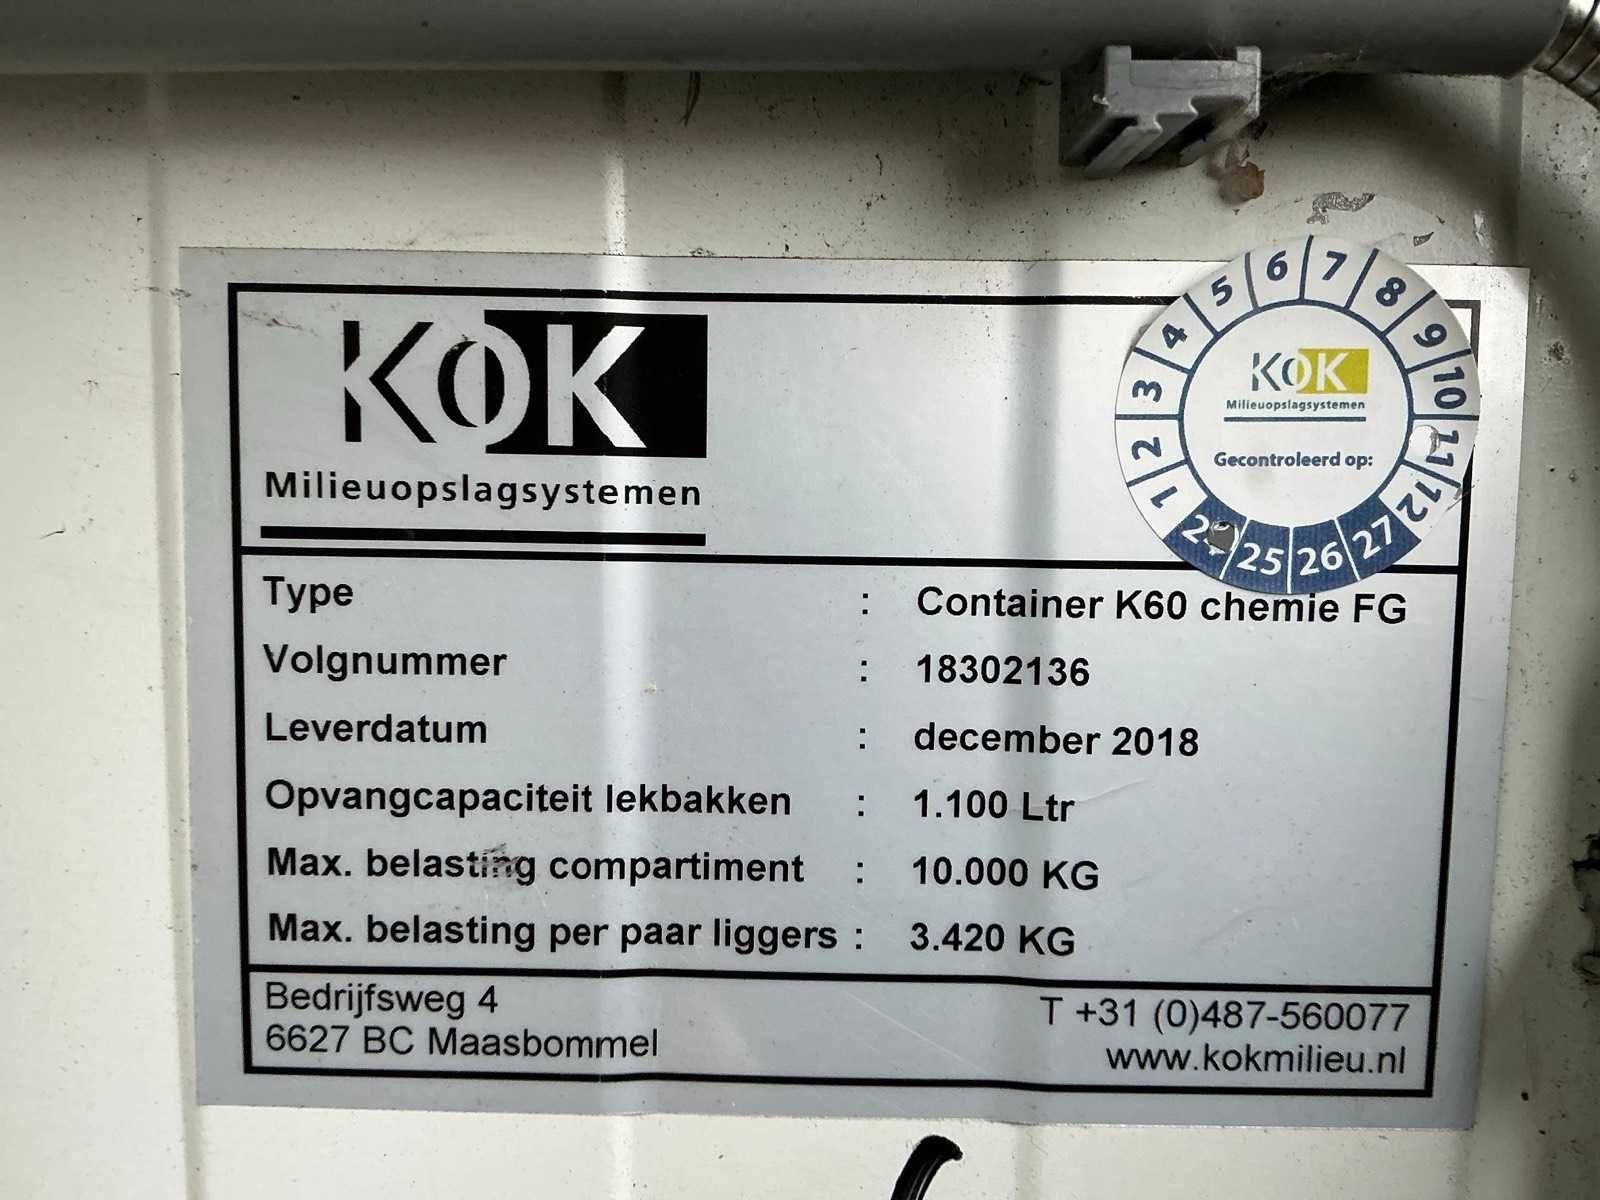 KOK
Milieuopslagsystemen
1 2 3 4 5 6 7 8 9 10 11 12
KOK
Milieuopslagsystemen
Gecontroleerd op:
25 26 27
Type : Container K60 chemie FG
Volgnummer : 18302136
Leverdatum : december 2018
Opvangcapaciteit lekbakken : 1.100 Ltr
Max. belasting compartiment : 10.000 KG
Max. belasting per paar liggers : 3.420 KG
Bedrijfsweg 4
6627 BC Maasbommel
T +31 (0)487-560077
www.kokmilieu.nl